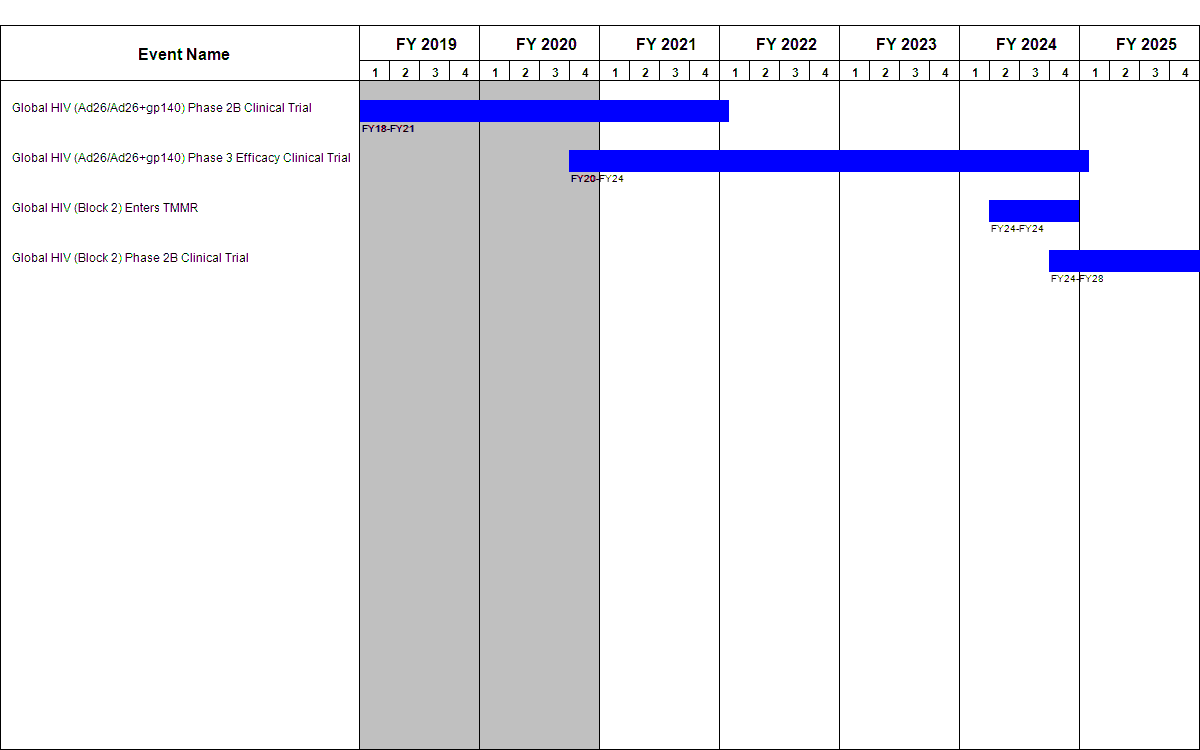 Event Name
FY 2019 FY 2020 FY 2021 FY 2022 FY 2023 FY 2024 FY 2025
1 2 3 4 1 2 3 4 1 2 3 4 1 2 3 4 1 2 3 4 1 2 3 4 1 2 3 4
Global HIV (Ad26/Ad26+gp140) Phase 2B Clinical Trial
FY18-FY21
Global HIV (Ad26/Ad26+gp140) Phase 3 Efficacy Clinical Trial
FY20-FY24
Global HIV (Block 2) Enters TMMR
FY24-FY24
Global HIV (Block 2) Phase 2B Clinical Trial
FY24-FY28